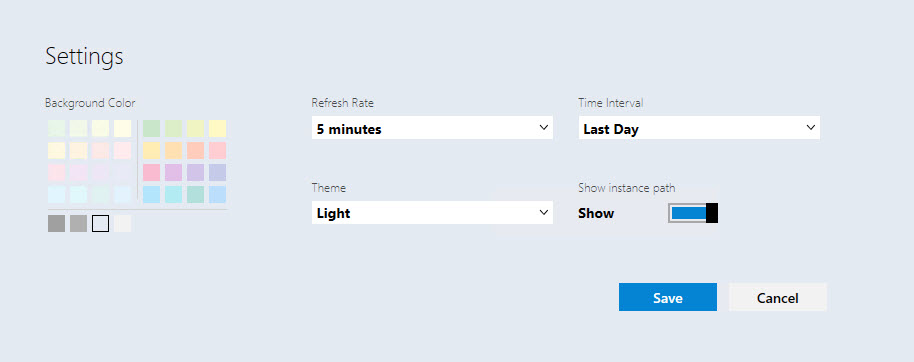 Settings
Background Color
Refresh Rate
5 minutes
Time Interval
Last Day
Theme
Light
Show instance path
Show
Save
Cancel